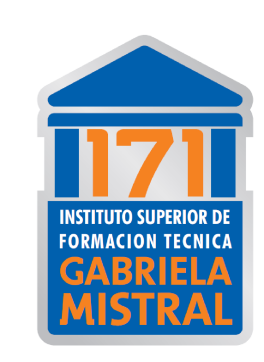 171
INSTITUTO SUPERIOR DE
FORMACION TECNICA
GABRIELA
MISTRAL